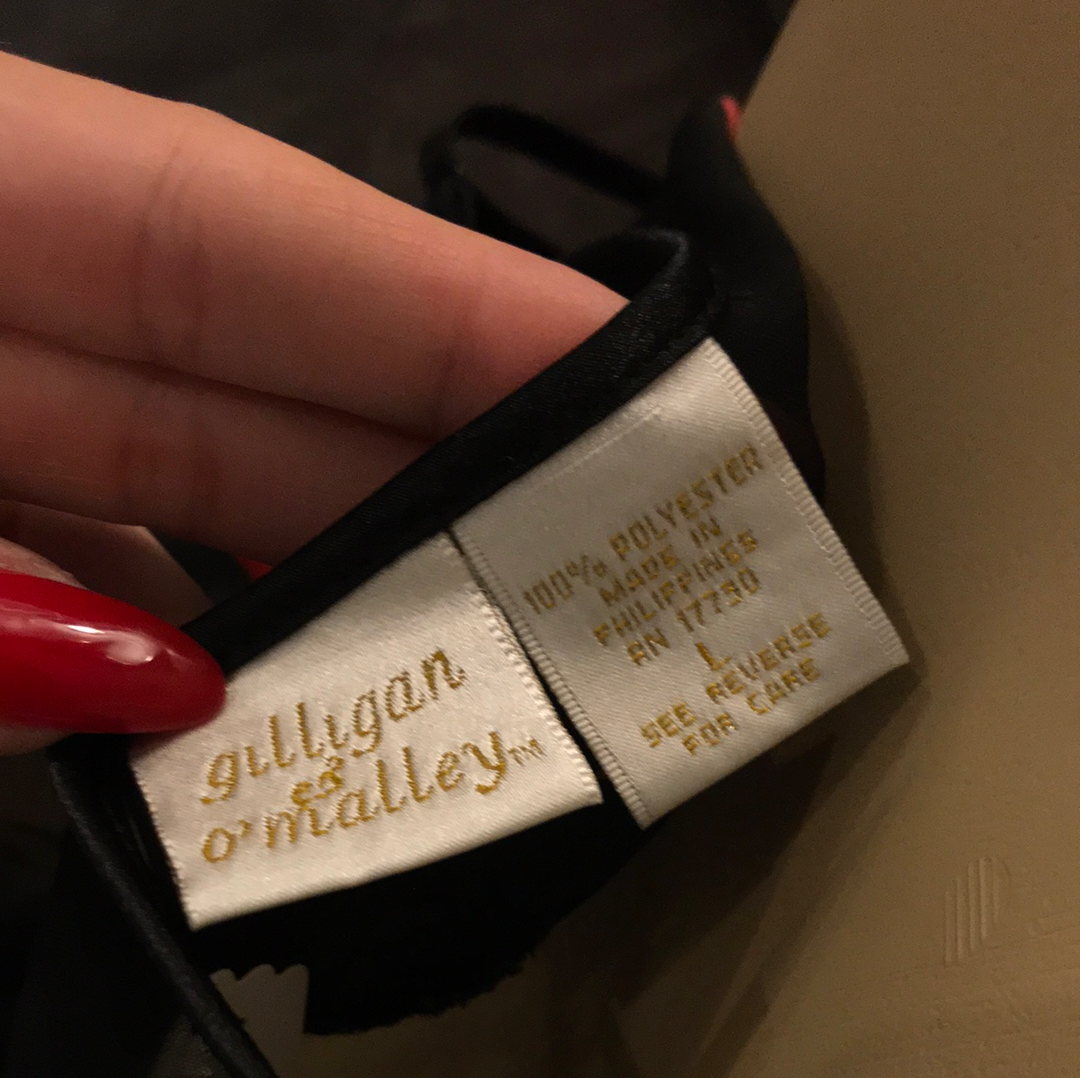 gilligan
&
o'malley™
100% POLYESTER
MADE IN
PHILIPPINES
RN 17730
L
SEE REVERSE
FOR CARE